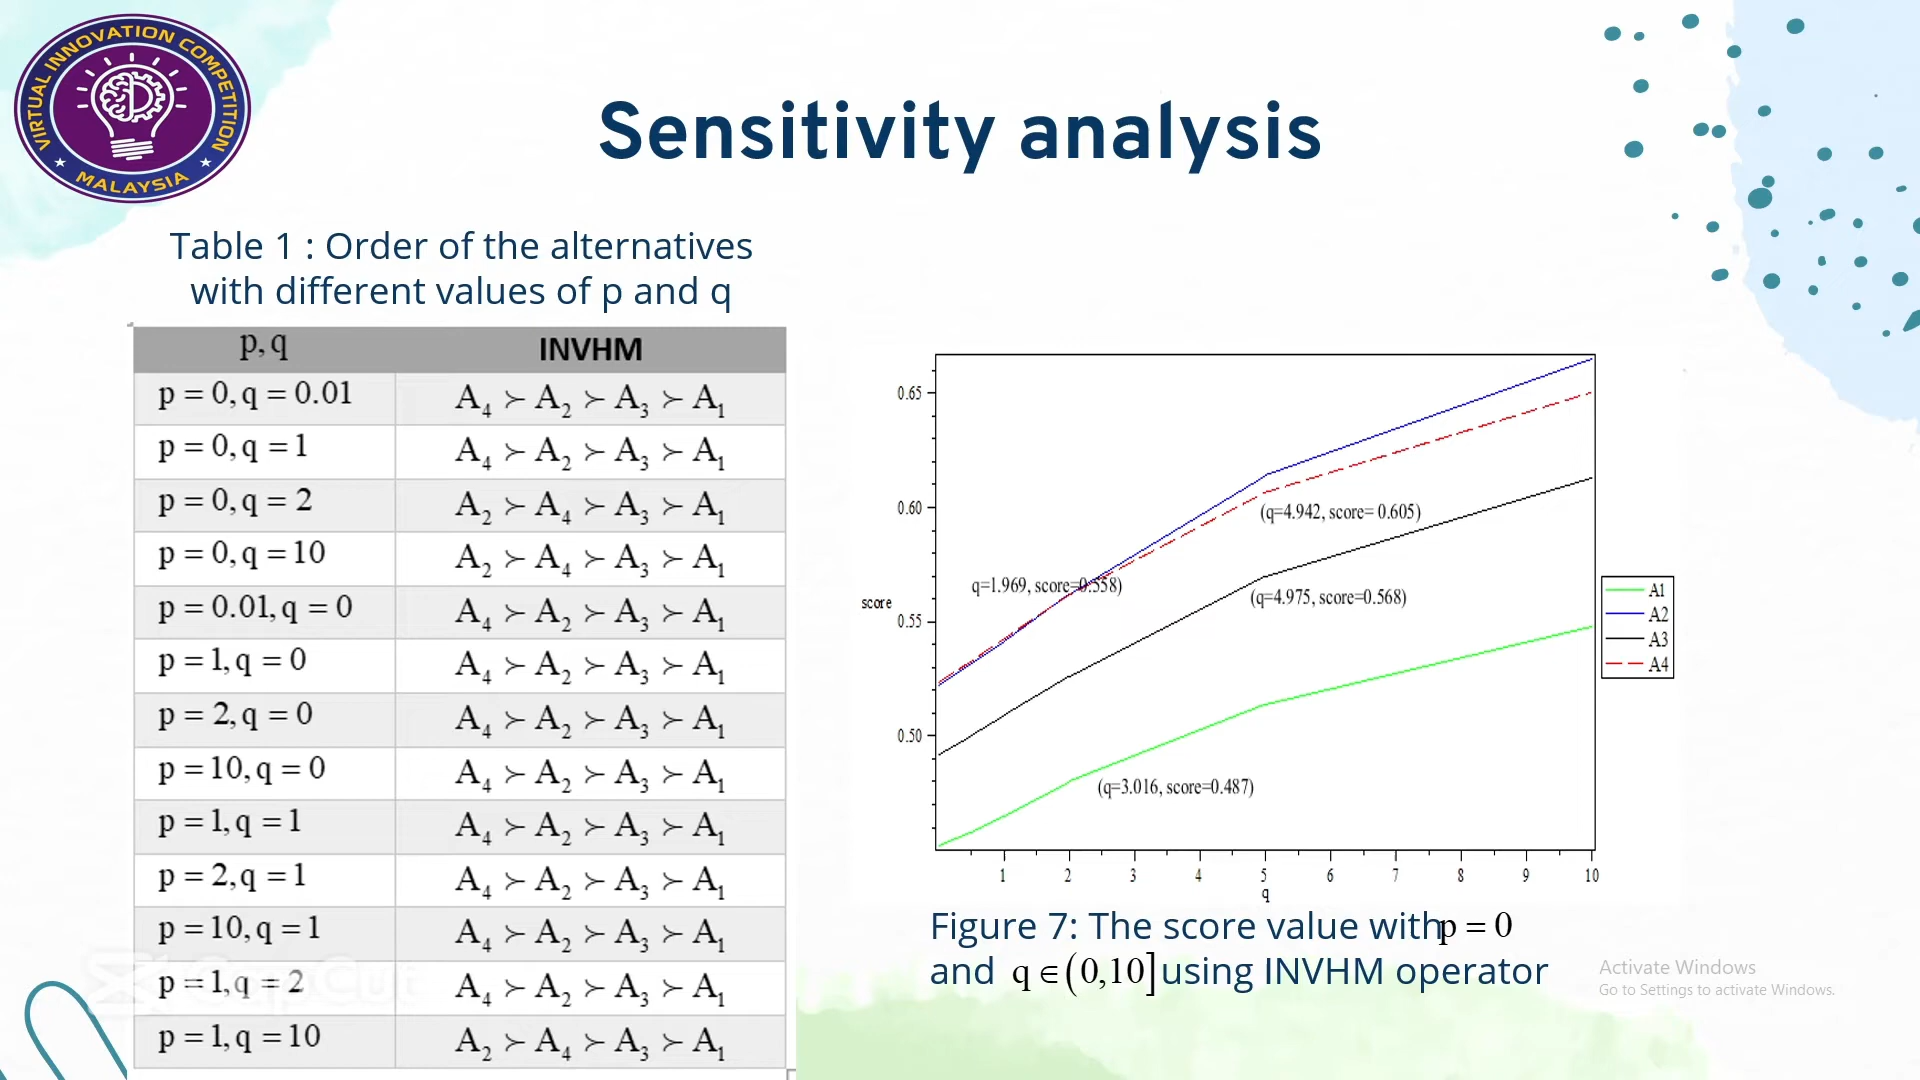 VIRTUAL INNOVATION COMPETITION
MALAYSIA
Sensitivity analysis
Table 1 : Order of the alternatives
with different values of p and q
p, q INVHM
p = 0, q = 0.01 A₄ ≻ A₂ ≻ A₃ ≻ A₁
p = 0, q = 1 A₄ ≻ A₂ ≻ A₃ ≻ A₁
p = 0, q = 2 A₂ ≻ A₄ ≻ A₃ ≻ A₁
p = 0, q = 10 A₂ ≻ A₄ ≻ A₃ ≻ A₁
p = 0.01, q = 0 A₄ ≻ A₂ ≻ A₃ ≻ A₁
p = 1, q = 0 A₄ ≻ A₂ ≻ A₃ ≻ A₁
p = 2, q = 0 A₄ ≻ A₂ ≻ A₃ ≻ A₁
p = 10, q = 0 A₄ ≻ A₂ ≻ A₃ ≻ A₁
p = 1, q = 1 A₄ ≻ A₂ ≻ A₃ ≻ A₁
p = 2, q = 1 A₄ ≻ A₂ ≻ A₃ ≻ A₁
p = 10, q = 1 A₄ ≻ A₂ ≻ A₃ ≻ A₁
p = 1, q = 2 A₄ ≻ A₂ ≻ A₃ ≻ A₁
p = 1, q = 10 A₂ ≻ A₄ ≻ A₃ ≻ A₁
CapCut
0.65
0.60
0.55
0.50
score
(q=4.942, score= 0.605)
q=1.969, score=0.558)
(q=4.975, score=0.568)
(q=3.016, score=0.487)
A1
A2
A3
A4
1 2 3 4 5 6 7 8 9 10
q
Figure 7: The score value with p = 0
and q ∈ (0,10] using INVHM operator
Activate Windows
Go to Settings to activate Windows.